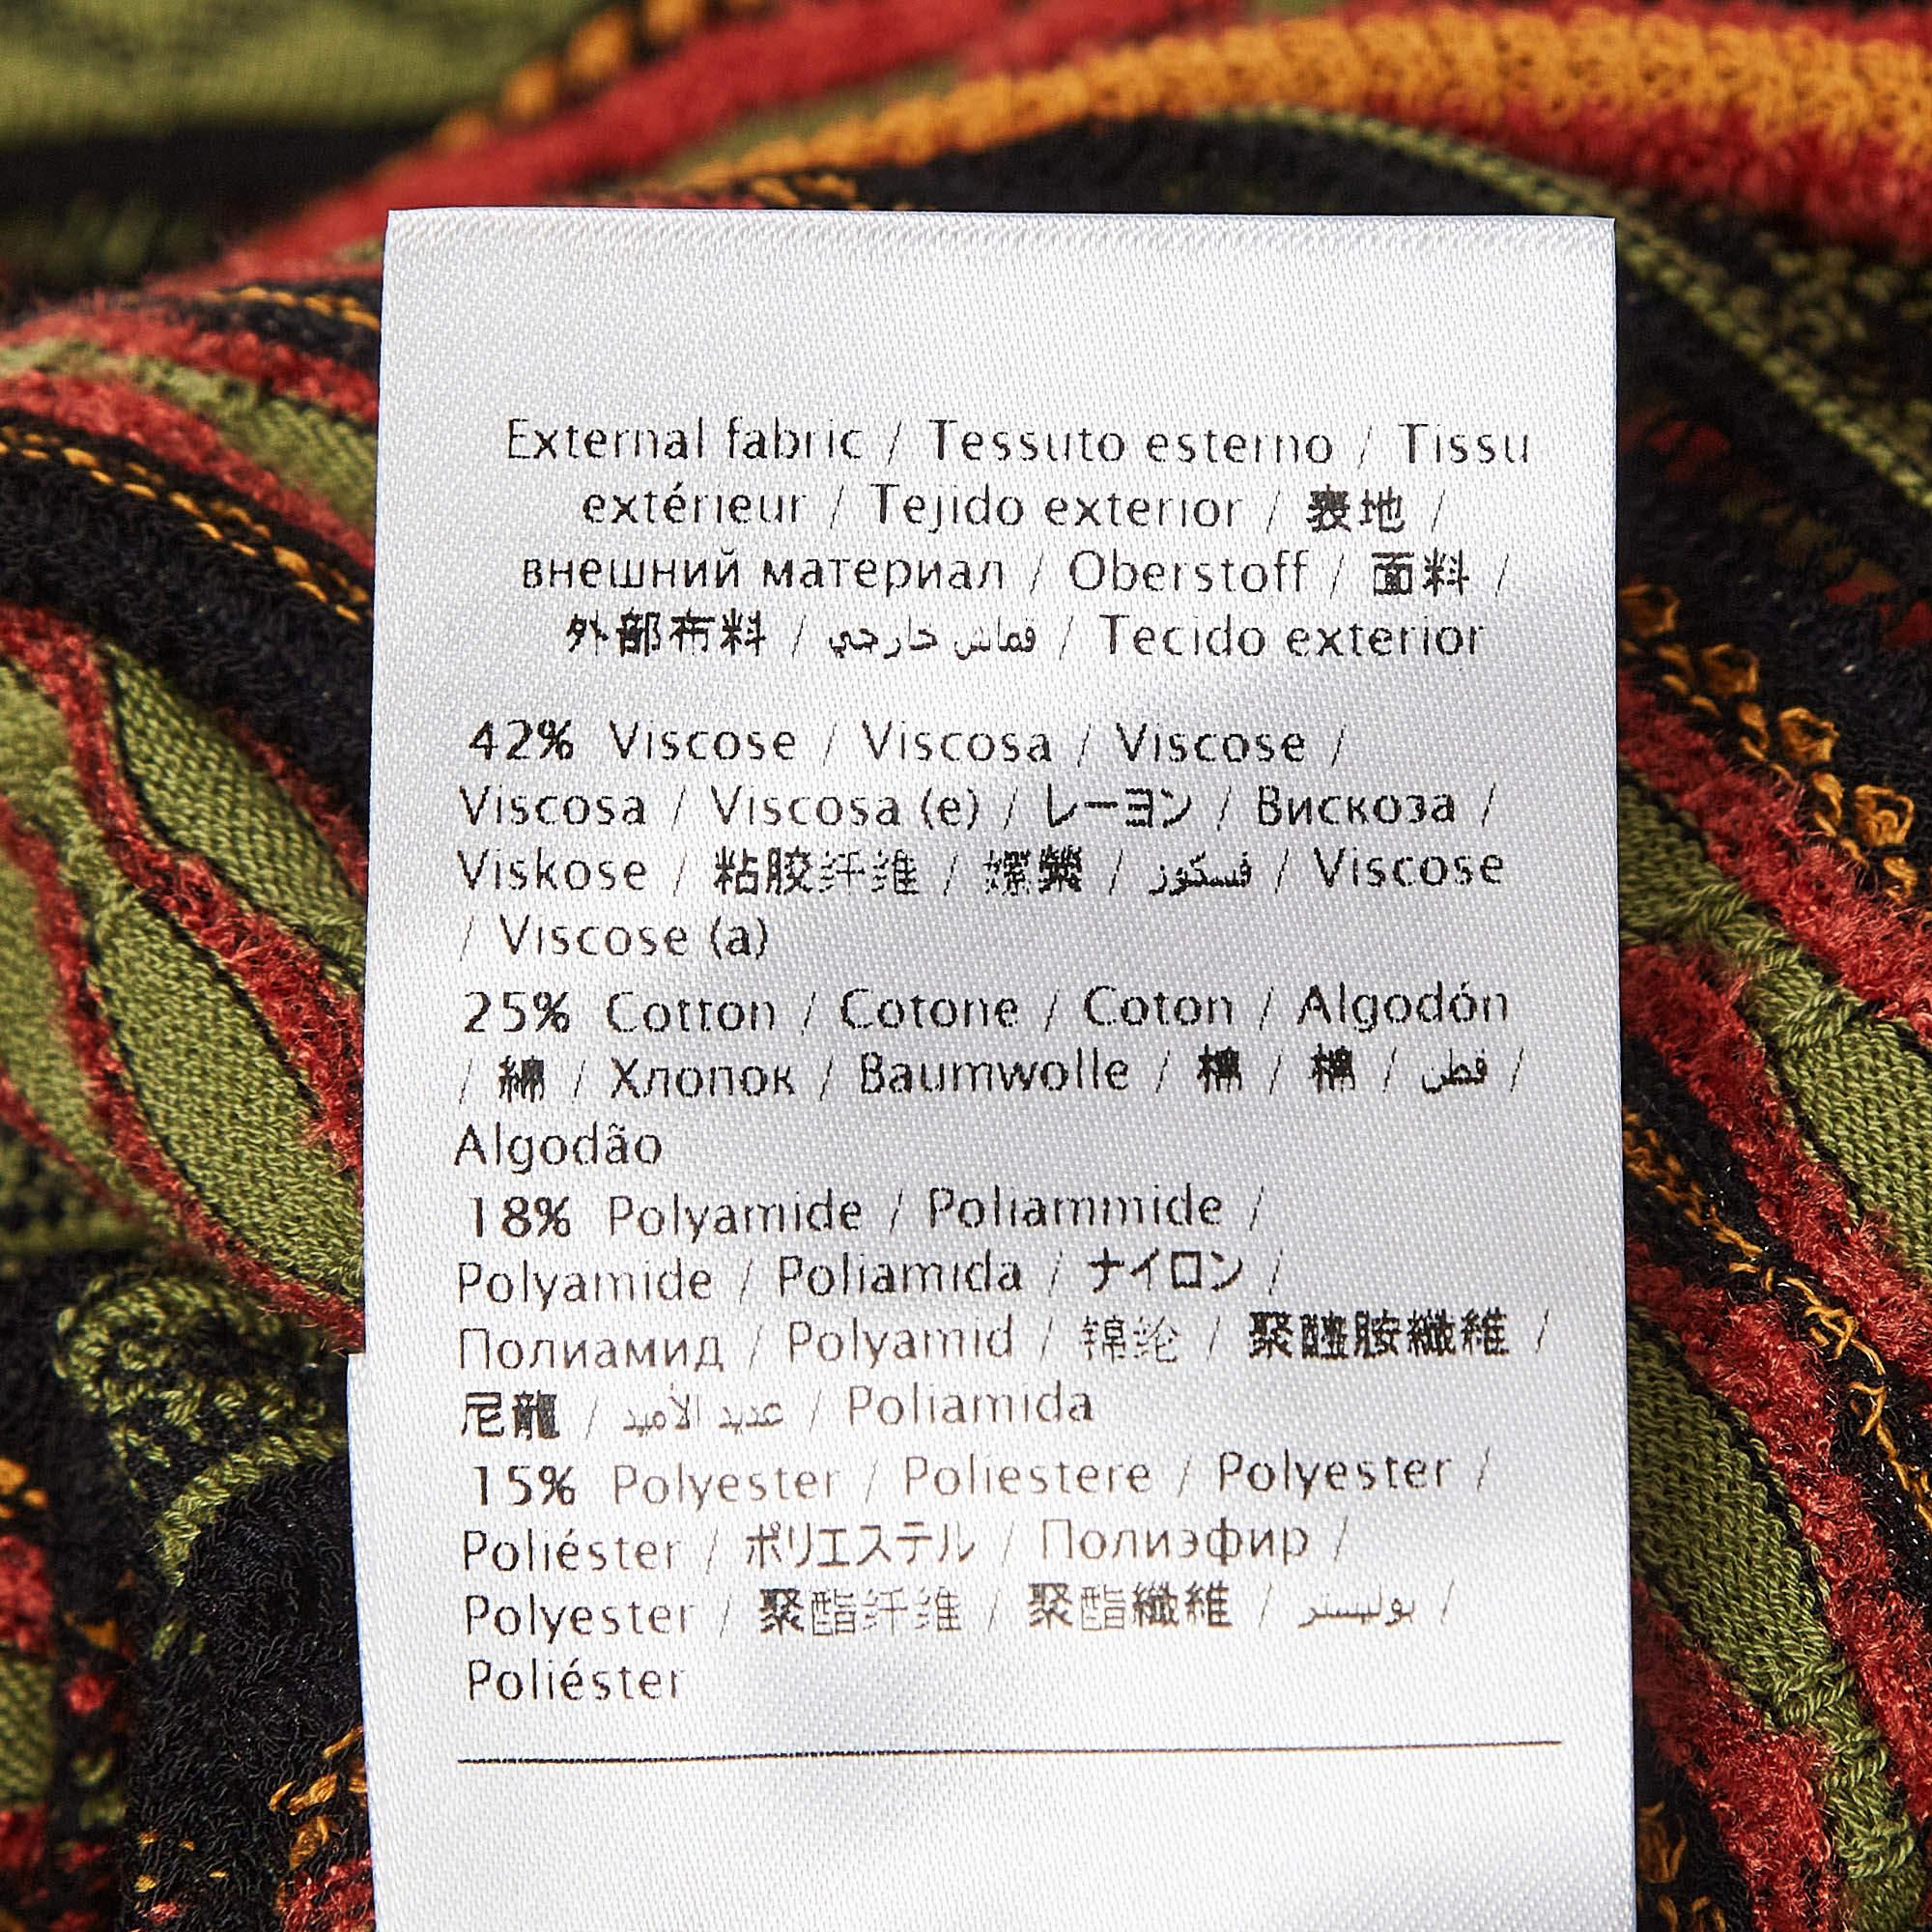 External fabric / Tessuto esterno / Tissu
extérieur / Tejido exterior / 表地 /
внешний материал / Oberstoff / 面料 /
外部布料 / قماش خارجي / Tecido exterior
42% Viscose / Viscosa / Viscose /
Viscosa / Viscosa (e) / レーヨン / Вискоза /
Viskose / 粘胶纤维 / 嫘縈 / فسكوز / Viscose
/ Viscose (a)
25% Cotton / Cotone / Coton / Algodón
/ 綿 / Хлопок / Baumwolle / 棉 / 棉 / قطن /
Algodão
18% Polyamide / Poliammide /
Polyamide / Poliamida / ナイロン /
Полиамид / Polyamid / 锦纶 / 聚醯胺纖維 /
尼龍 / عديد الأميد / Poliamida
15% Polyester / Poliestere / Polyester /
Poliéster / ポリエステル / Полиэфир /
Polyester / 聚酯纤维 / 聚酯纖維 / بوليستر /
Poliéster